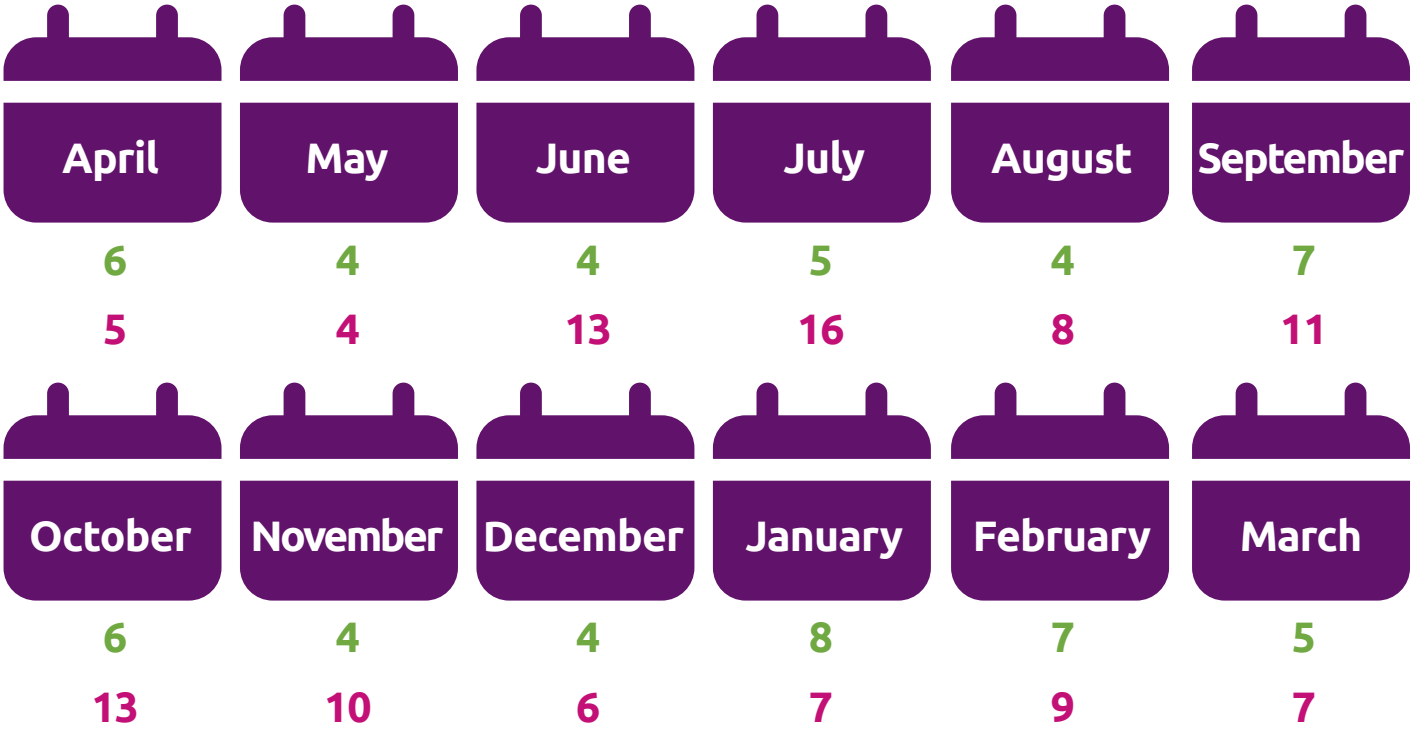 April May June July August September
6 4 4 5 4 7
5 4 13 16 8 11
October November December January February March
6 4 4 8 7 5
13 10 6 7 9 7